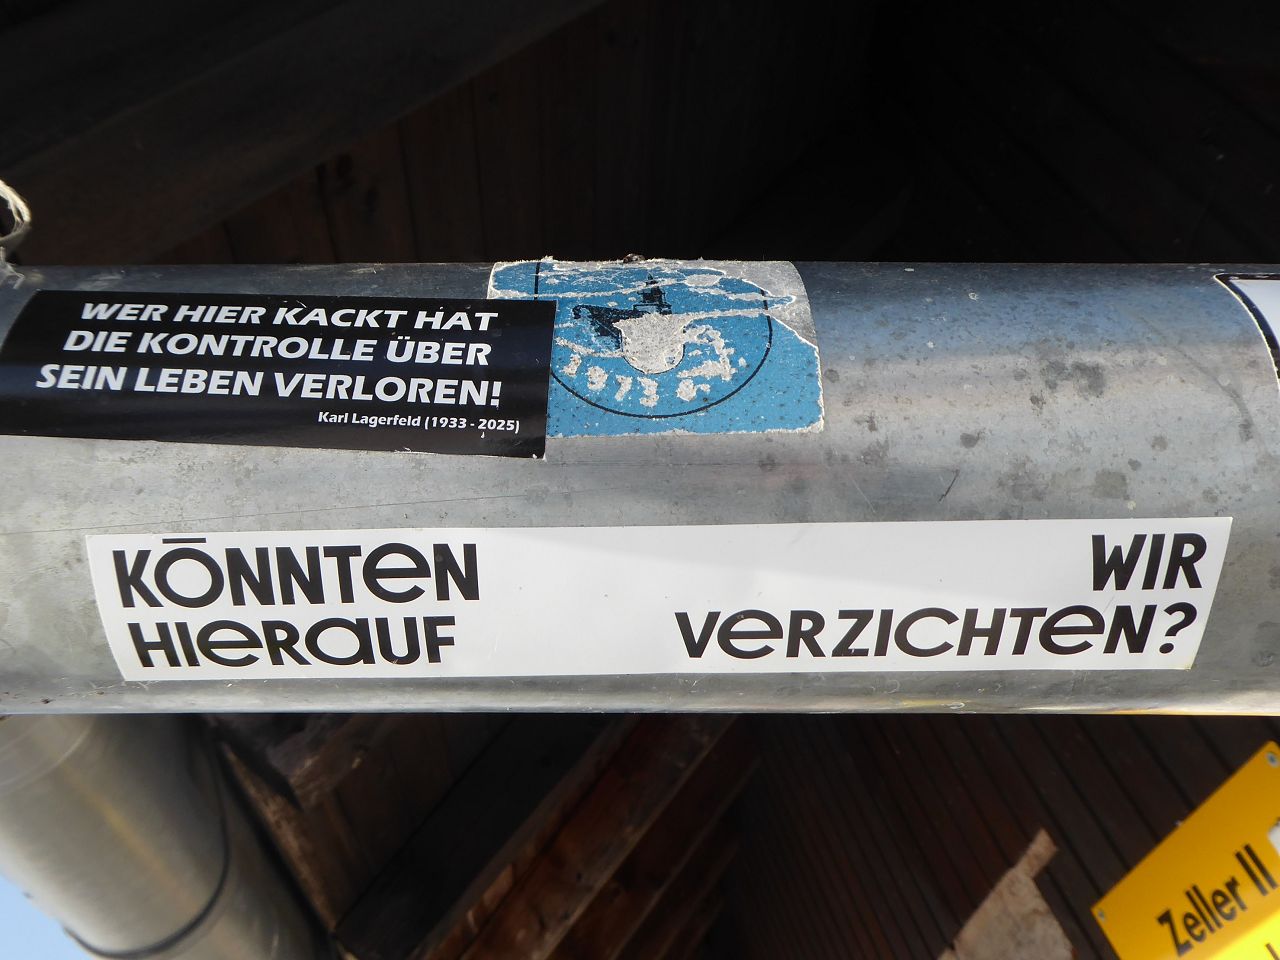 WER HIER KACKT HAT
DIE KONTROLLE ÜBER
SEIN LEBEN VERLOREN!
Karl Lagerfeld (1933 - 2025)
1973
KŌNNTEN WIR
HIERAUF VERZICHTEN?
Zeller II